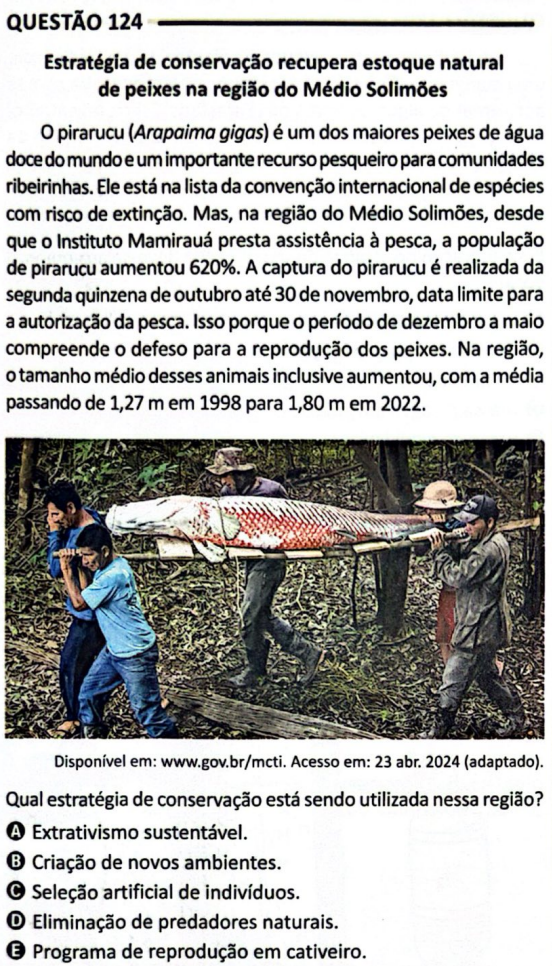 QUESTÃO 124
Estratégia de conservação recupera estoque natural
de peixes na região do Médio Solimões
O pirarucu (Arapaima gigas) é um dos maiores peixes de água
doce do mundo e um importante recurso pesqueiro para comunidades
ribeirinhas. Ele está na lista da convenção internacional de espécies
com risco de extinção. Mas, na região do Médio Solimões, desde
que o Instituto Mamirauá presta assistência à pesca, a população
de pirarucu aumentou 620%. A captura do pirarucu é realizada da
segunda quinzena de outubro até 30 de novembro, data limite para
a autorização da pesca. Isso porque o período de dezembro a maio
compreende o defeso para a reprodução dos peixes. Na região,
o tamanho médio desses animais inclusive aumentou, com a média
passando de 1,27 m em 1998 para 1,80 m em 2022.
Disponível em: www.gov.br/mcti. Acesso em: 23 abr. 2024 (adaptado).
Qual estratégia de conservação está sendo utilizada nessa região?
A Extrativismo sustentável.
B Criação de novos ambientes.
C Seleção artificial de indivíduos.
D Eliminação de predadores naturais.
E Programa de reprodução em cativeiro.